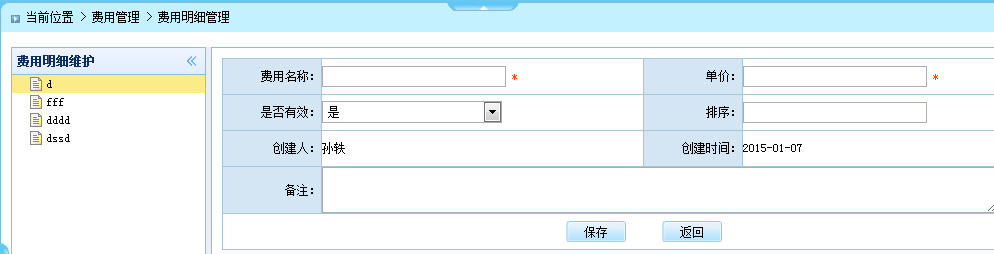 当前位置 > 费用管理 > 费用明细管理
费用明细维护
d
fff
dddd
dssd
费用名称: * 单价: *
是否有效: 是 排序:
创建人: 孙轶 创建时间: 2015-01-07
备注:
保存 返回